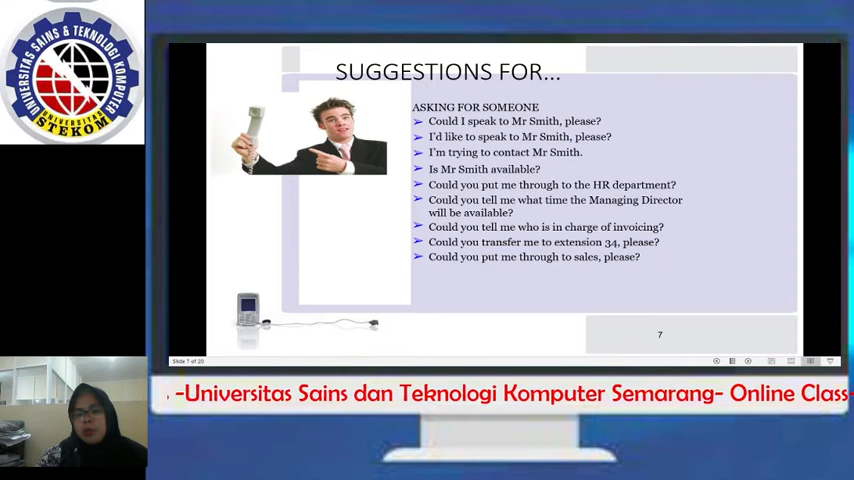 UNIVERSITAS SAINS & TEKNOLOGI KOMPUTER
UNIVERSITAS
STEKOM
SUGGESTIONS FOR...
ASKING FOR SOMEONE
➢ Could I speak to Mr Smith, please?
➢ I'd like to speak to Mr Smith, please?
➢ I'm trying to contact Mr Smith.
➢ Is Mr Smith available?
➢ Could you put me through to the HR department?
➢ Could you tell me what time the Managing Director
will be available?
➢ Could you tell me who is in charge of invoicing?
➢ Could you transfer me to extension 34, please?
➢ Could you put me through to sales, please?
7
Slide 7 of 20
-Universitas Sains dan Teknologi Komputer Semarang- Online Class-